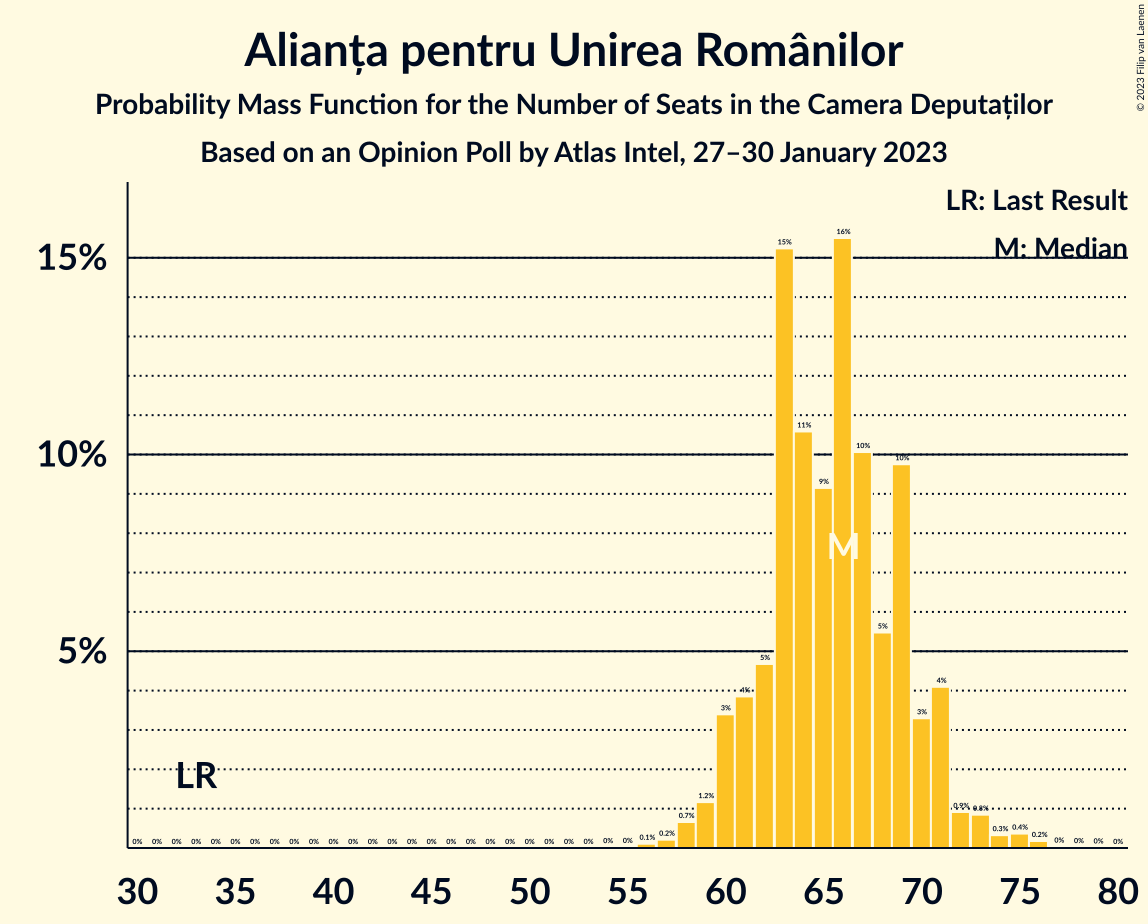 Alianța pentru Unirea Românilor
Probability Mass Function for the Number of Seats in the Camera Deputaților
Based on an Opinion Poll by Atlas Intel, 27–30 January 2023
© 2023 Filip van Laenen
LR: Last Result
M: Median
15%
10%
5%
0% 0% 0% 0% 0% 0% 0% 0% 0% 0% 0% 0% 0% 0% 0% 0% 0% 0% 0% 0% 0% 0% 0% 0% 0% 0% 0.1% 0.2% 0.7% 1.2% 3% 4% 5% 15% 11% 9% 16% 10% 5% 10% 3% 4% 0.9% 0.8% 0.3% 0.4% 0.2% 0% 0% 0% 0%
M
LR
30 35 40 45 50 55 60 65 70 75 80